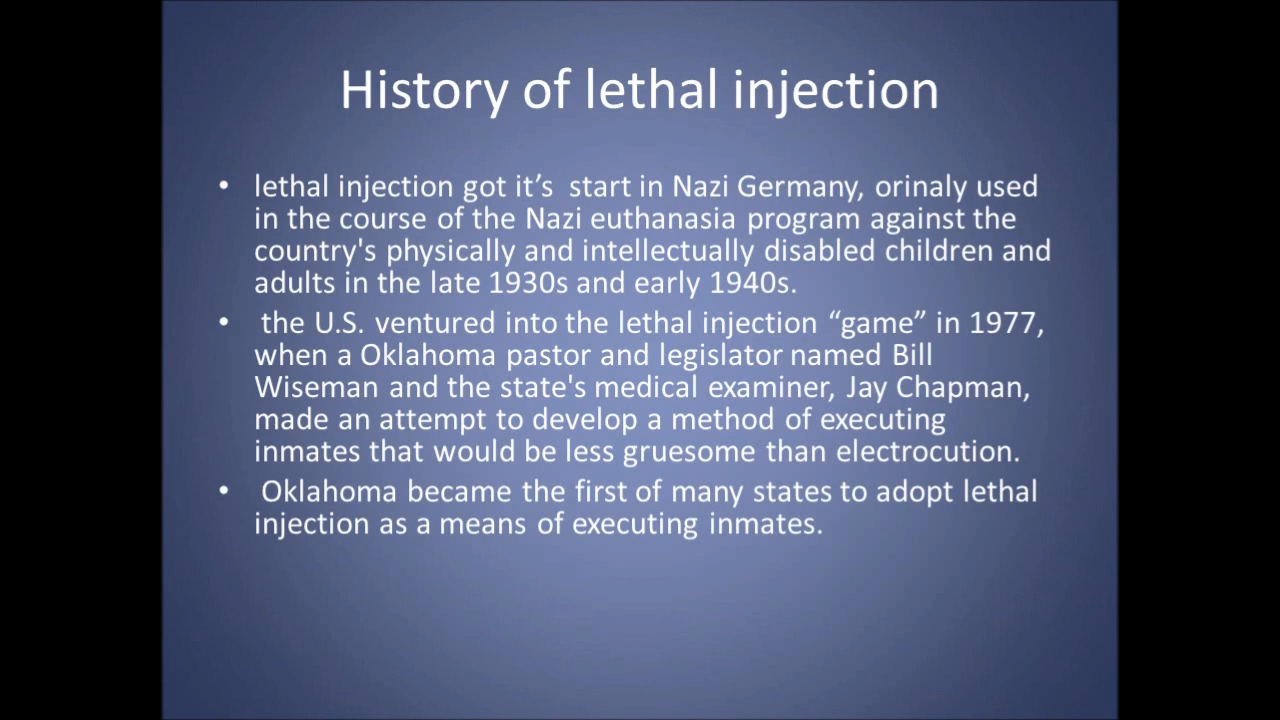 History of lethal injection
• lethal injection got it’s  start in Nazi Germany, orinaly used
in the course of the Nazi euthanasia program against the
country's physically and intellectually disabled children and
adults in the late 1930s and early 1940s.
• the U.S. ventured into the lethal injection “game” in 1977,
when a Oklahoma pastor and legislator named Bill
Wiseman and the state's medical examiner, Jay Chapman,
made an attempt to develop a method of executing
inmates that would be less gruesome than electrocution.
• Oklahoma became the first of many states to adopt lethal
injection as a means of executing inmates.